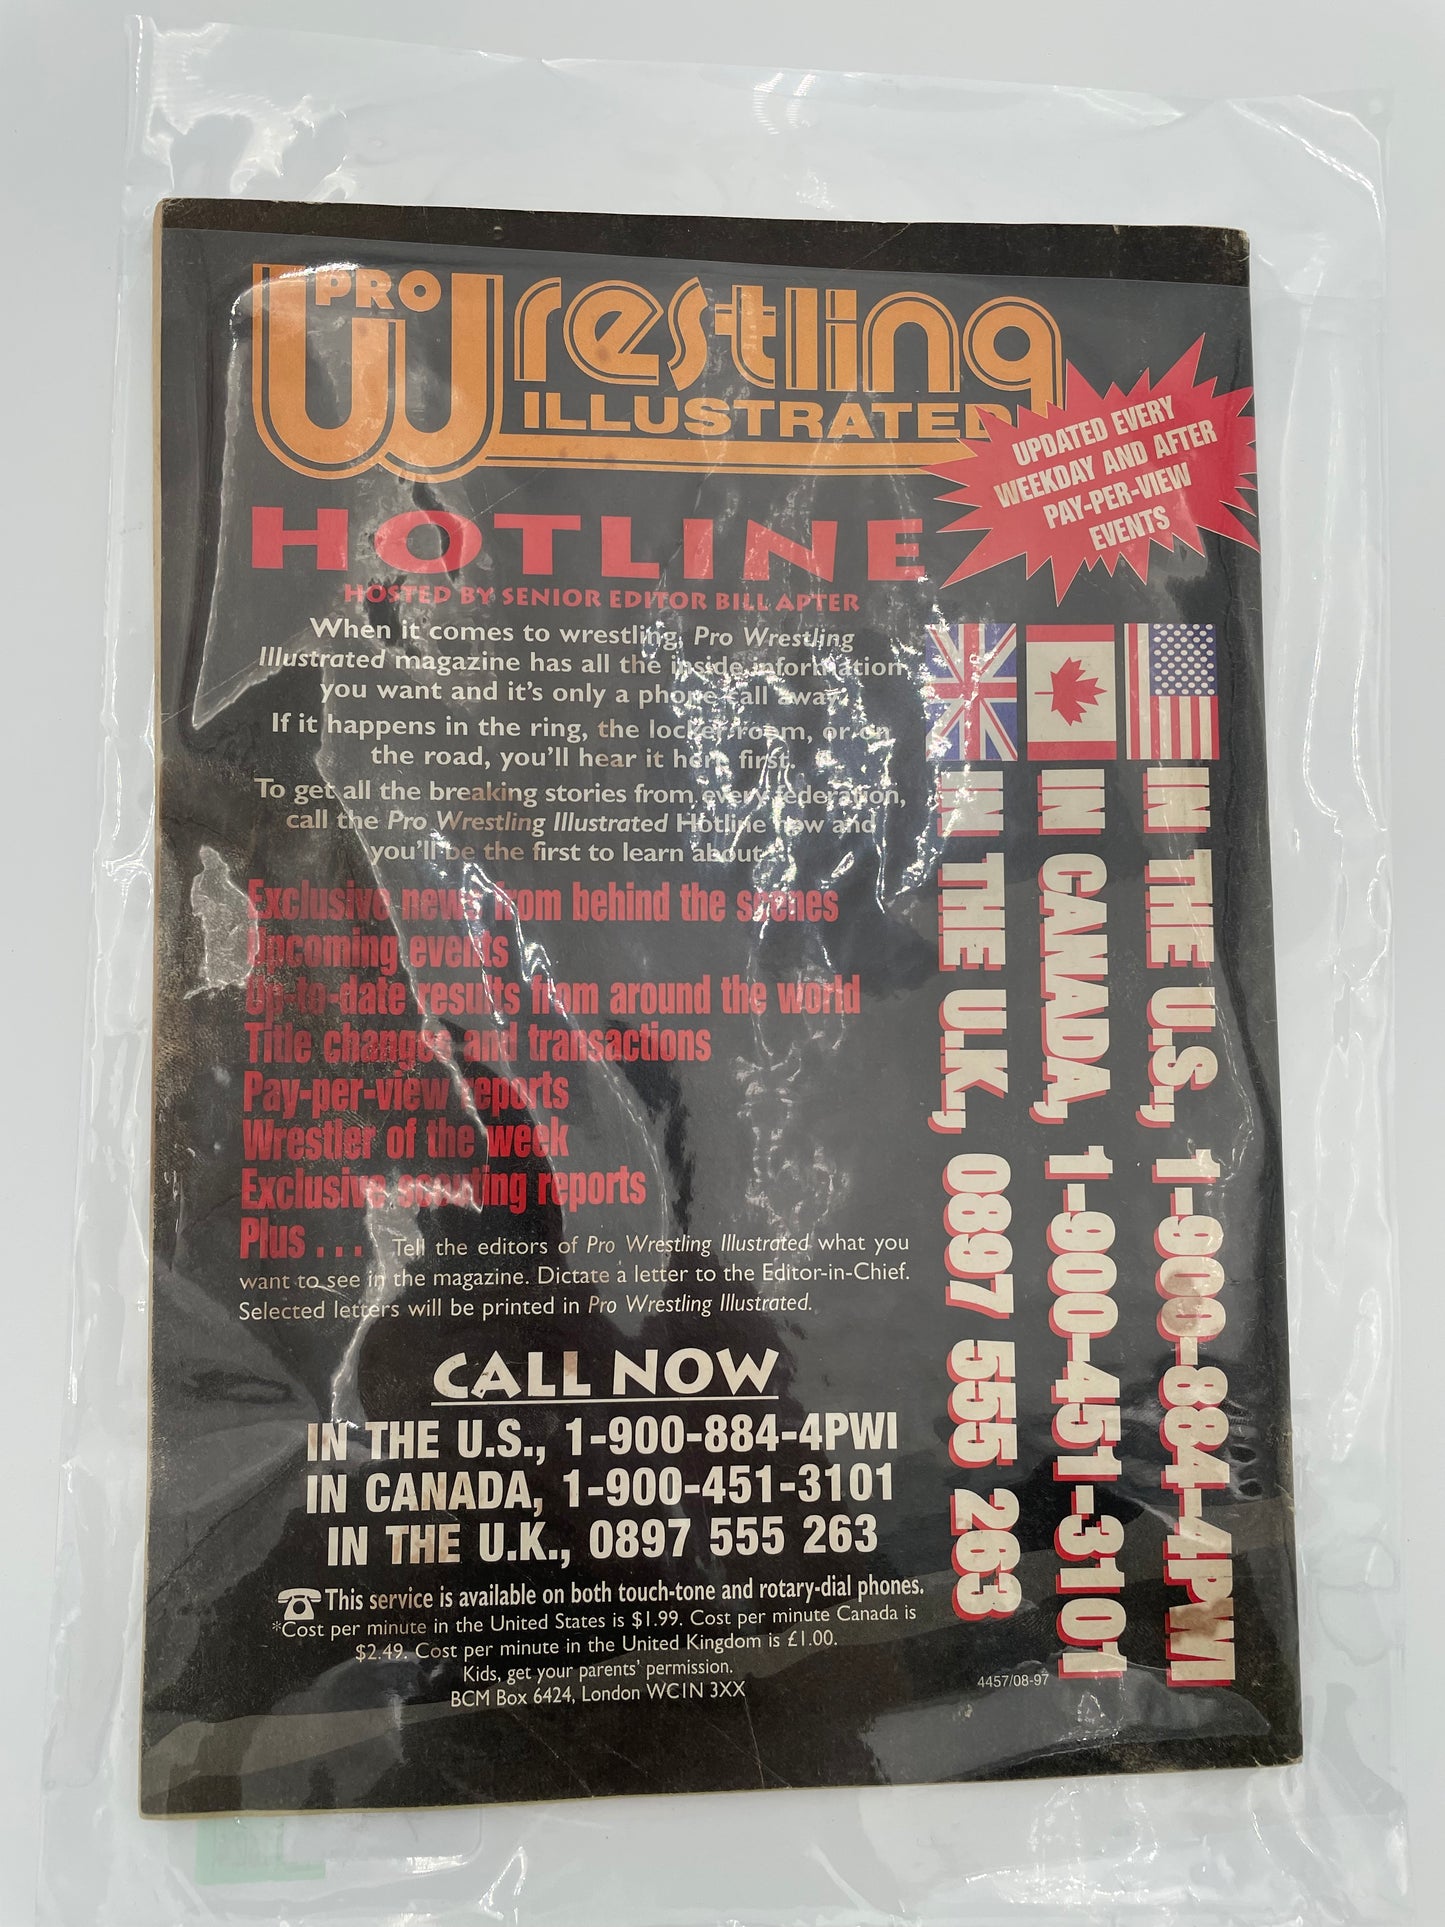 PRO
Wrestling
ILLUSTRATED
UPDATED EVERY
WEEKDAY AND AFTER
PAY-PER-VIEW
EVENTS
HOTLINE
HOSTED BY SENIOR EDITOR BILL APTER
When it comes to wrestling, Pro Wrestling
Illustrated magazine has all the inside information
you want and it's only a phone call away.
If it happens in the ring, the locker room, or on
the road, you'll hear it here first.
To get all the breaking stories from every federation,
call the Pro Wrestling Illustrated Hotline now and
you'll be the first to learn about...
Exclusive news from behind the scenes
Upcoming events
Up-to-date results from around the world
Title changes and transactions
Pay-per-view reports
Wrestler of the week
Exclusive scouting reports
Plus . . . Tell the editors of Pro Wrestling Illustrated what you
want to see in the magazine. Dictate a letter to the Editor-in-Chief.
Selected letters will be printed in Pro Wrestling Illustrated.
CALL NOW
IN THE U.S., 1-900-884-4PWI
IN CANADA, 1-900-451-3101
IN THE U.K., 0897 555 263
This service is available on both touch-tone and rotary-dial phones.
*Cost per minute in the United States is $1.99. Cost per minute Canada is
$2.49. Cost per minute in the United Kingdom is £1.00.
Kids, get your parents' permission.
BCM Box 6424, London WC1N 3XX
IN THE U.S., 1-900-884-4PWI
IN CANADA, 1-900-451-3101
IN THE U.K., 0897 555 263
4457/08-97